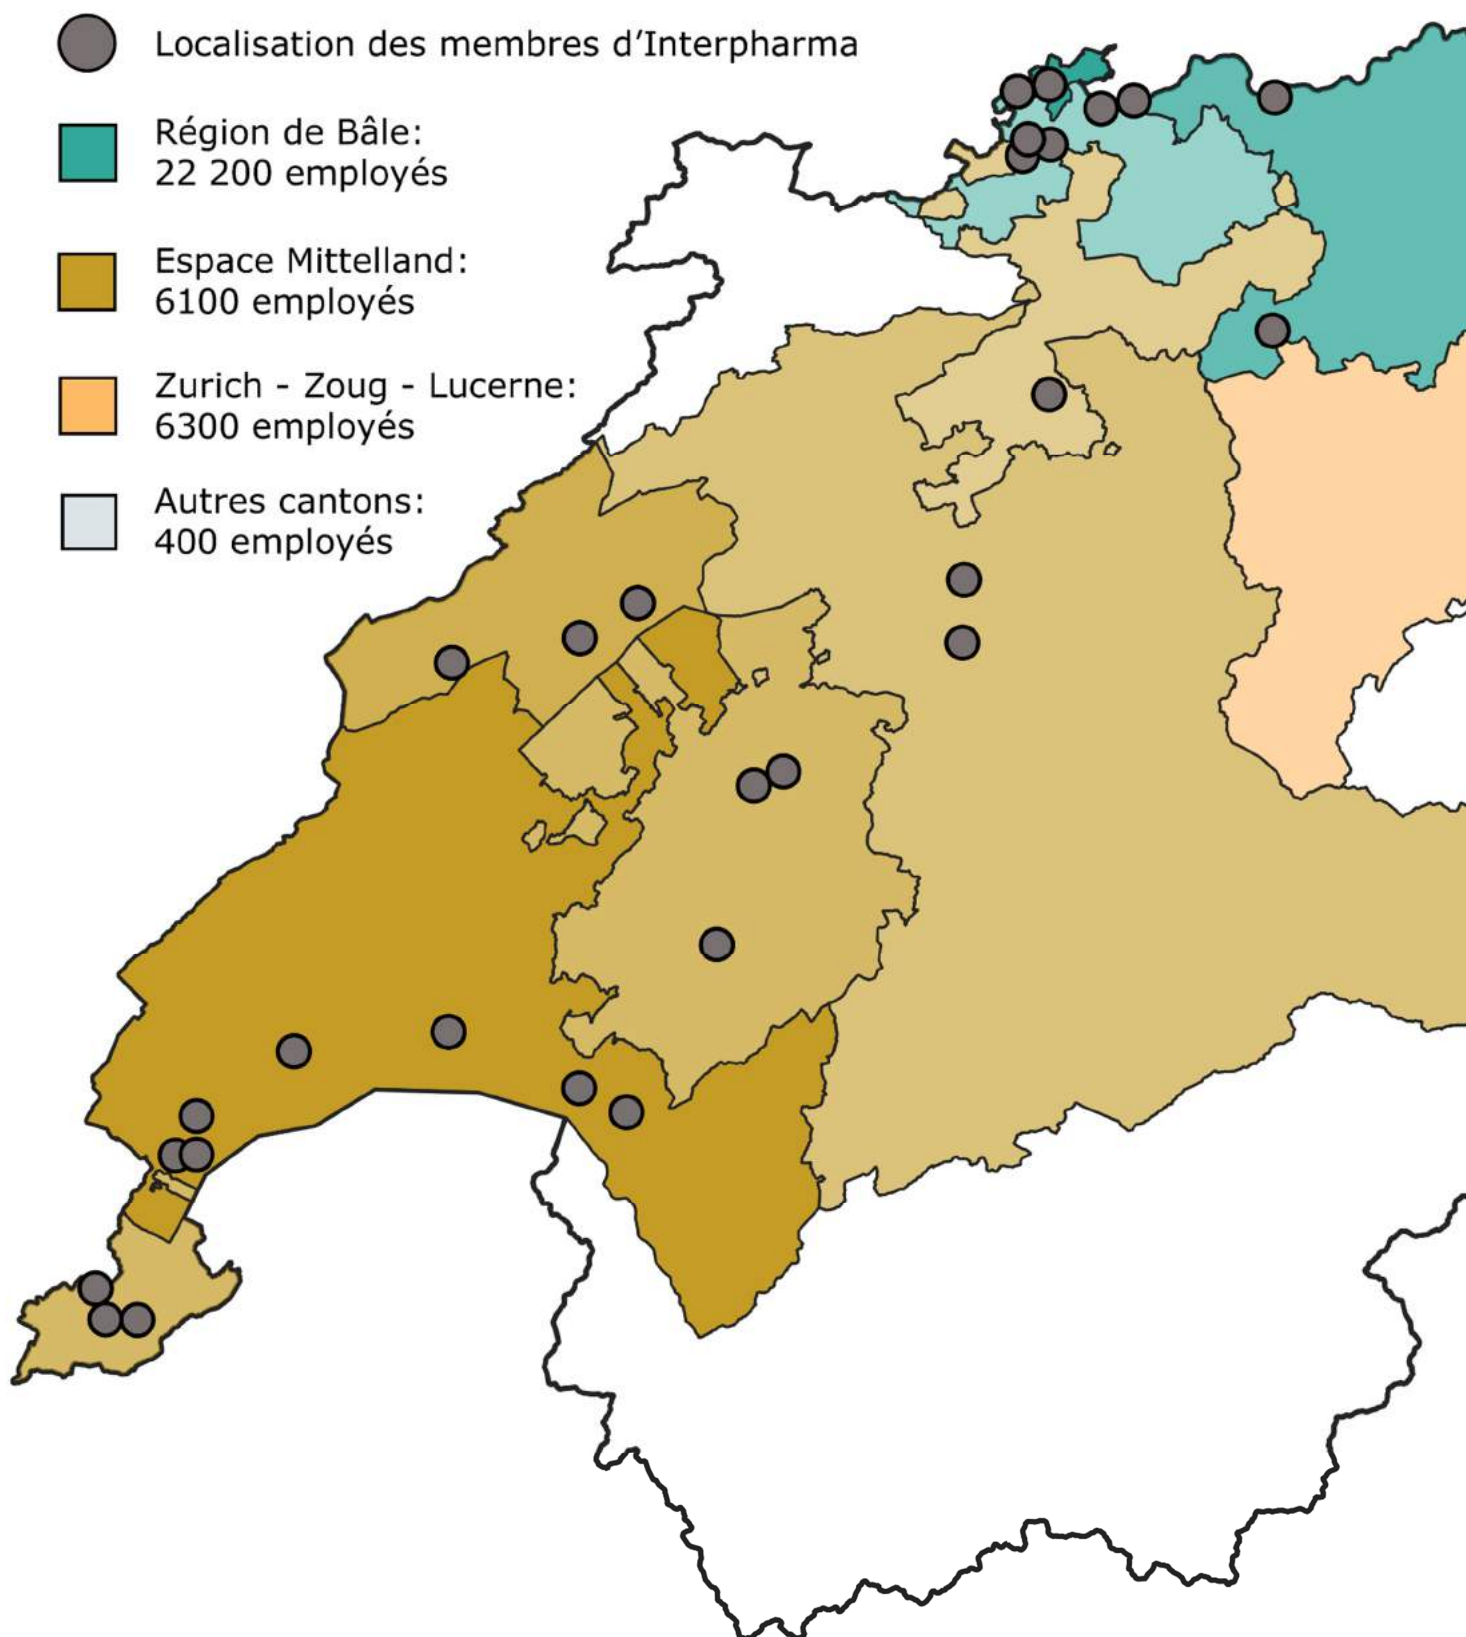 Localisation des membres d’Interpharma
Région de Bâle:
22 200 employés
Espace Mittelland:
6100 employés
Zurich - Zoug - Lucerne:
6300 employés
Autres cantons:
400 employés